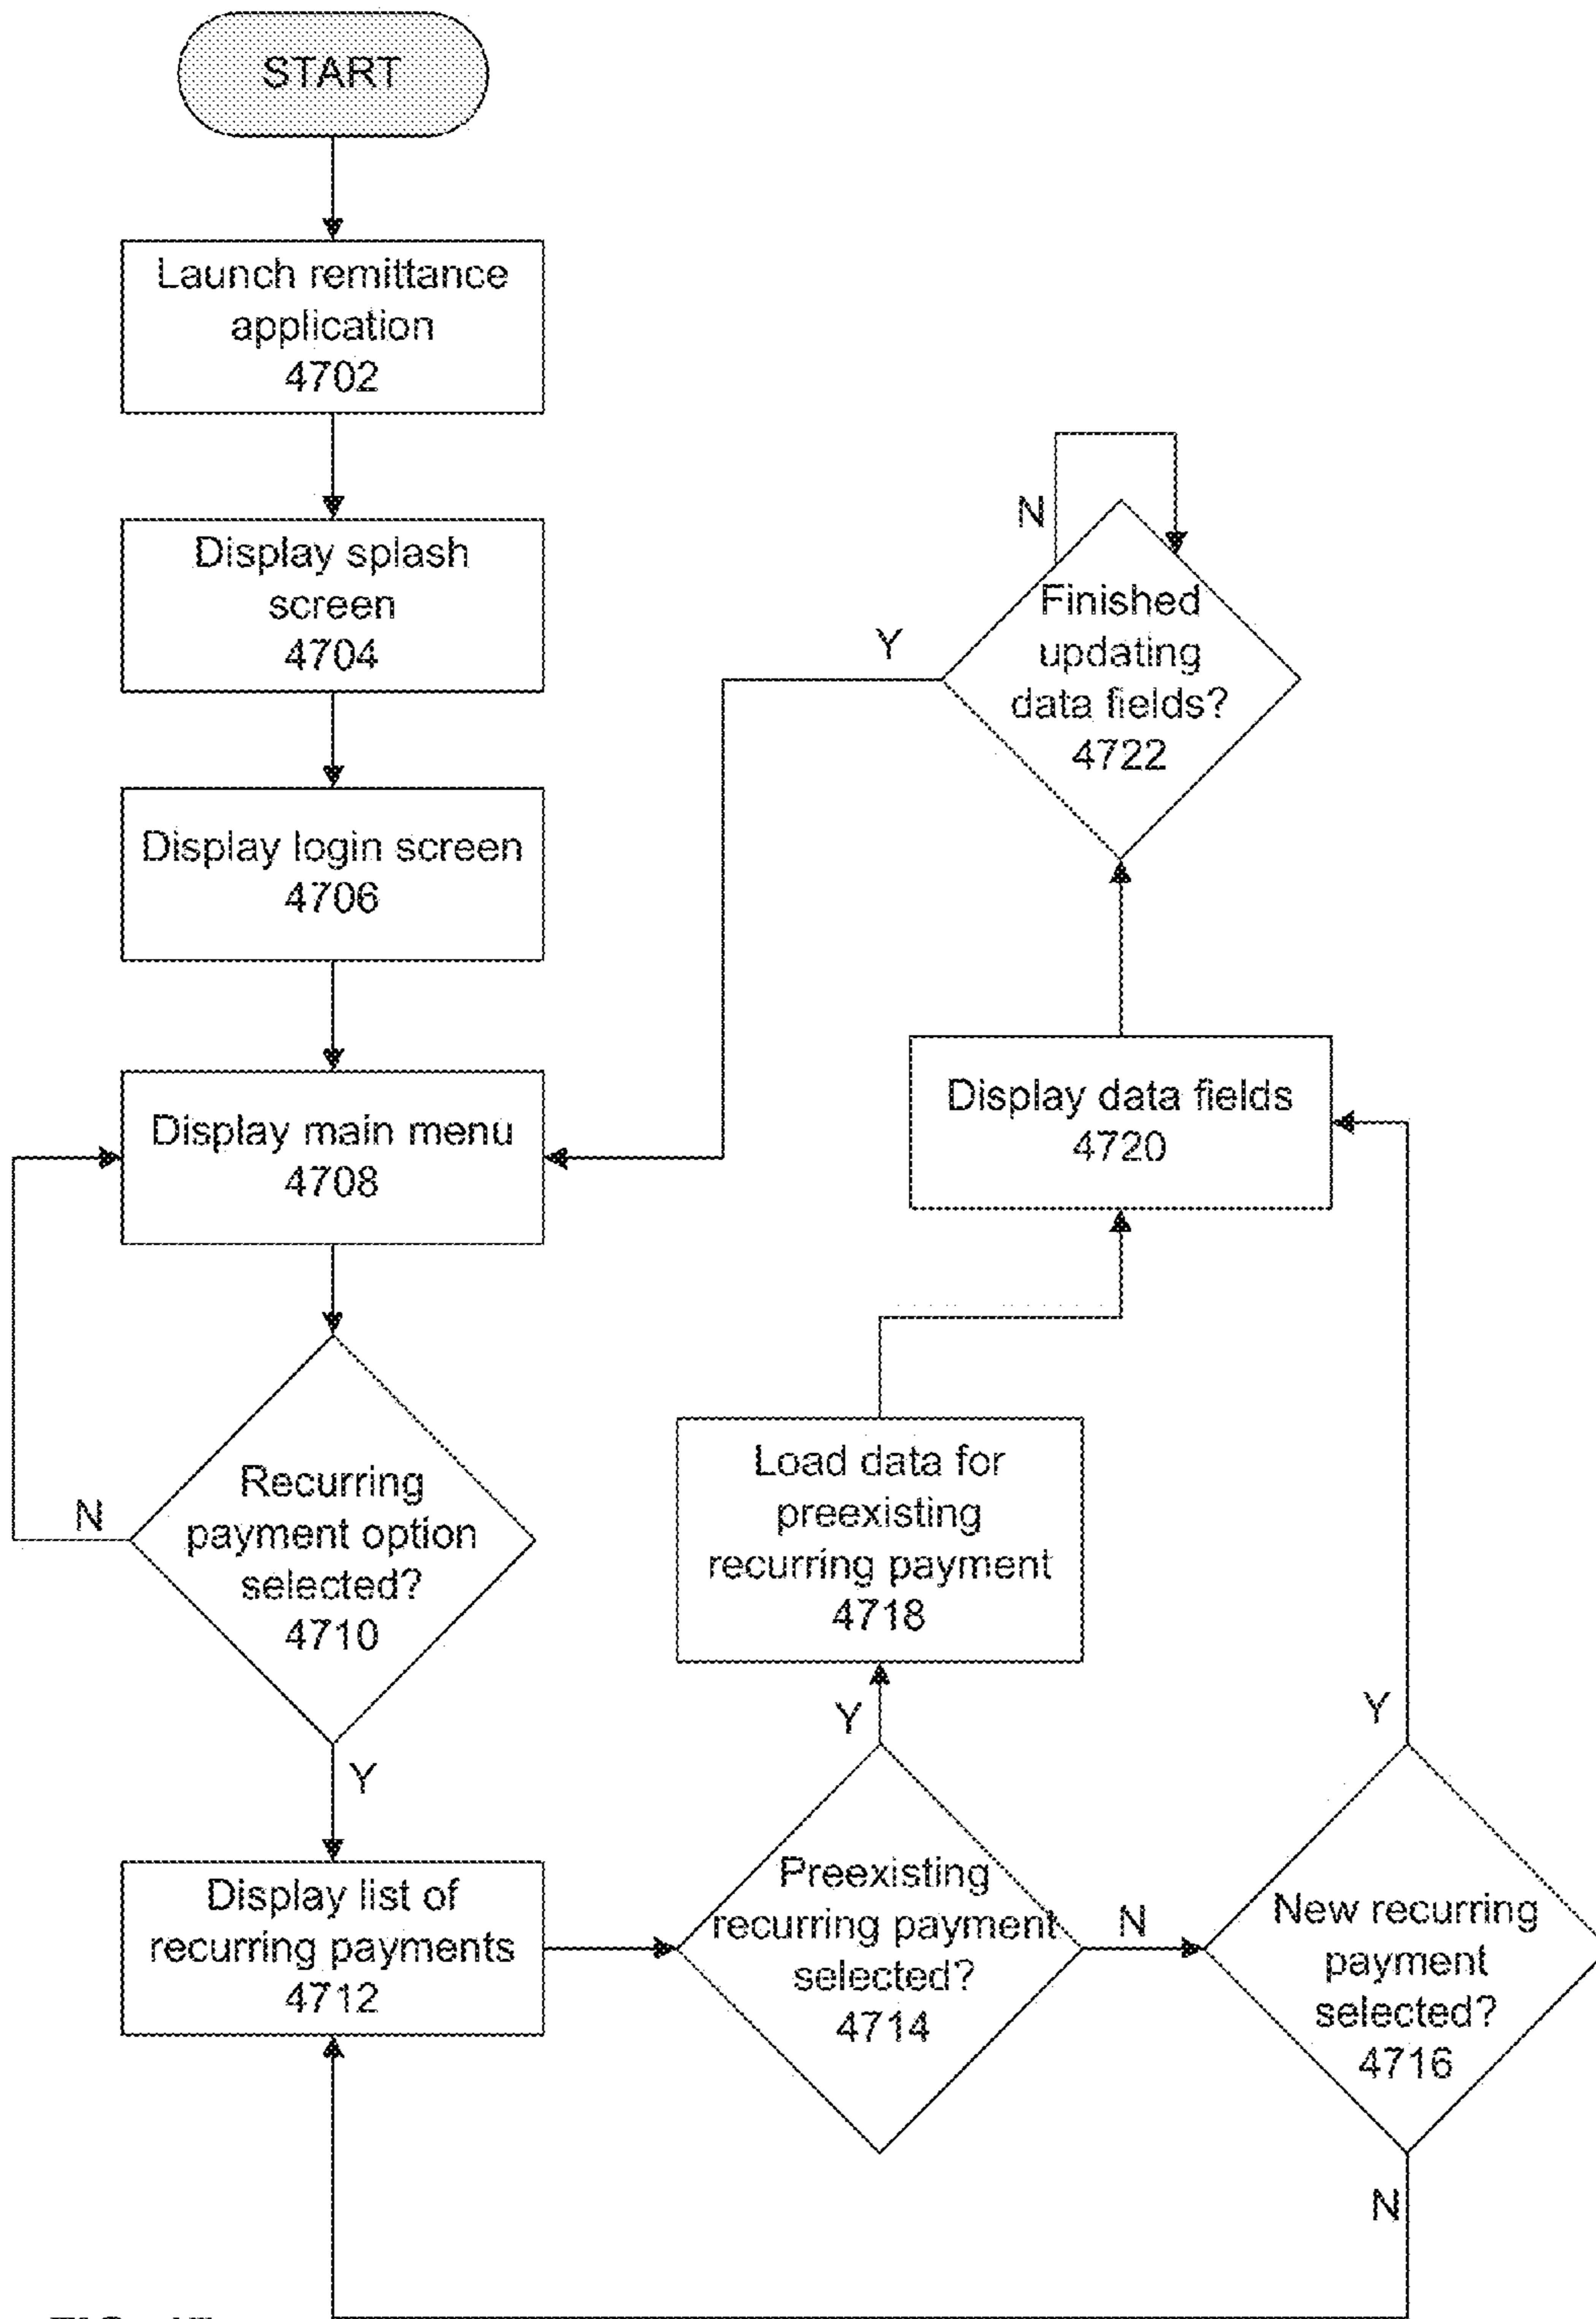 START
Launch remittance
application
4702
Display splash
screen
4704
Display login screen
4706
Display main menu
4708
Recurring
payment option
selected?
4710
N
Y
Display list of
recurring payments
4712
Preexisting
recurring payment
selected?
4714
Y
N
New recurring
payment
selected?
4716
Y
N
Load data for
preexisting
recurring payment
4718
Display data fields
4720
Finished
updating
data fields?
4722
N
Y